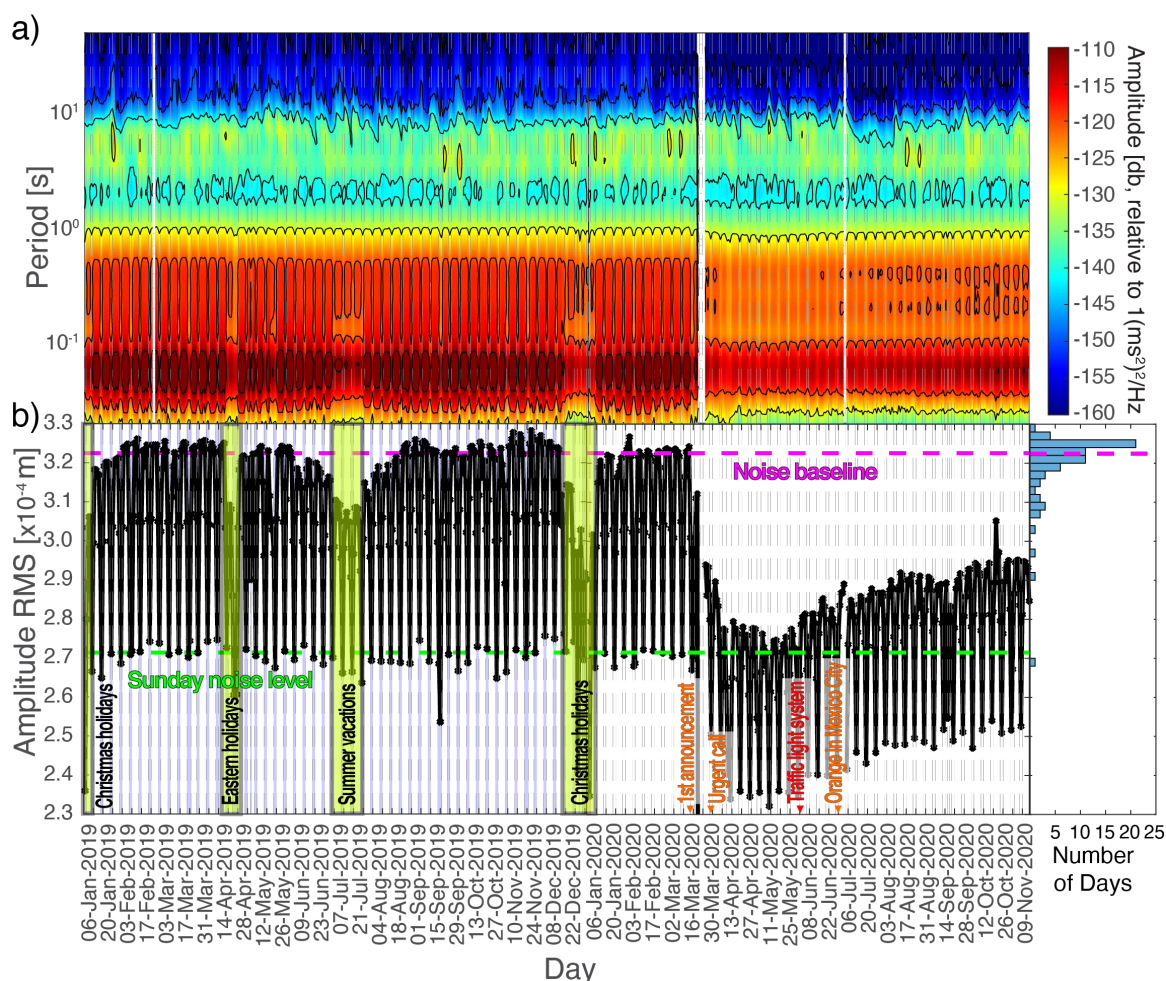 a)
Period [s]
10¹
10⁰
10⁻¹
-110
-115
-120
-125
-130
-135
-140
-145
-150
-155
-160
Amplitude [db, relative to 1(ms²)²/Hz
b)
Amplitude RMS [x10⁻⁴ m]
3.3
3.2
3.1
3.0
2.9
2.8
2.7
2.6
2.5
2.4
2.3
Noise baseline
Sunday noise level
Christmas holidays
Eastern holidays
Summer vacations
Christmas holidays
1st announcement
Urgent call
Traffic light system
Orange in Mexico City
06-Jan-2019
20-Jan-2019
03-Feb-2019
17-Feb-2019
03-Mar-2019
17-Mar-2019
31-Mar-2019
14-Apr-2019
28-Apr-2019
12-May-2019
26-May-2019
09-Jun-2019
23-Jun-2019
07-Jul-2019
21-Jul-2019
04-Aug-2019
18-Aug-2019
01-Sep-2019
15-Sep-2019
29-Sep-2019
13-Oct-2019
27-Oct-2019
10-Nov-2019
24-Nov-2019
08-Dec-2019
22-Dec-2019
06-Jan-2020
20-Jan-2020
03-Feb-2020
17-Feb-2020
02-Mar-2020
16-Mar-2020
30-Mar-2020
13-Apr-2020
27-Apr-2020
11-May-2020
25-May-2020
08-Jun-2020
22-Jun-2020
06-Jul-2020
20-Jul-2020
03-Aug-2020
17-Aug-2020
31-Aug-2020
14-Sep-2020
28-Sep-2020
12-Oct-2020
26-Oct-2020
09-Nov-2020
Day
5 10 15 20 25
Number
of Days